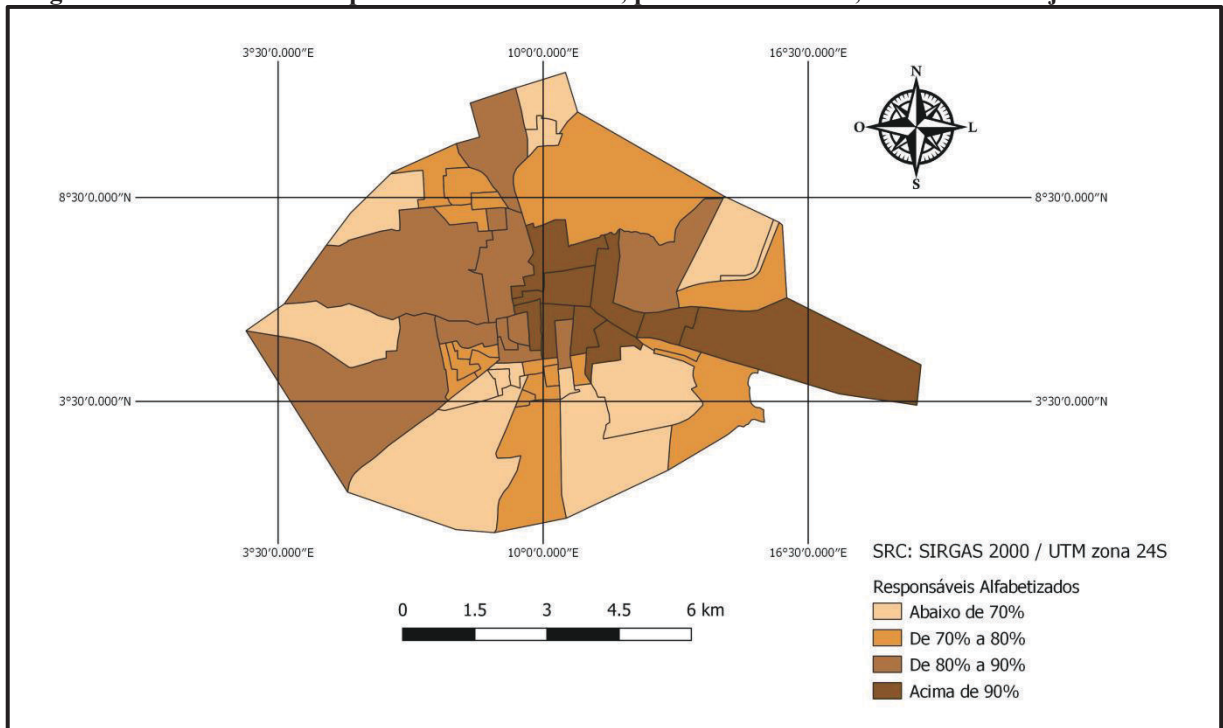 3°30'0.000"E 10°0'0.000"E 16°30'0.000"E
N
O L
S
8°30'0.000"N 8°30'0.000"N
3°30'0.000"N 3°30'0.000"N
3°30'0.000"E 10°0'0.000"E 16°30'0.000"E
SRC: SIRGAS 2000 / UTM zona 24S
Responsáveis Alfabetizados
0 1.5 3 4.5 6 km
Abaixo de 70%
De 70% a 80%
De 80% a 90%
Acima de 90%